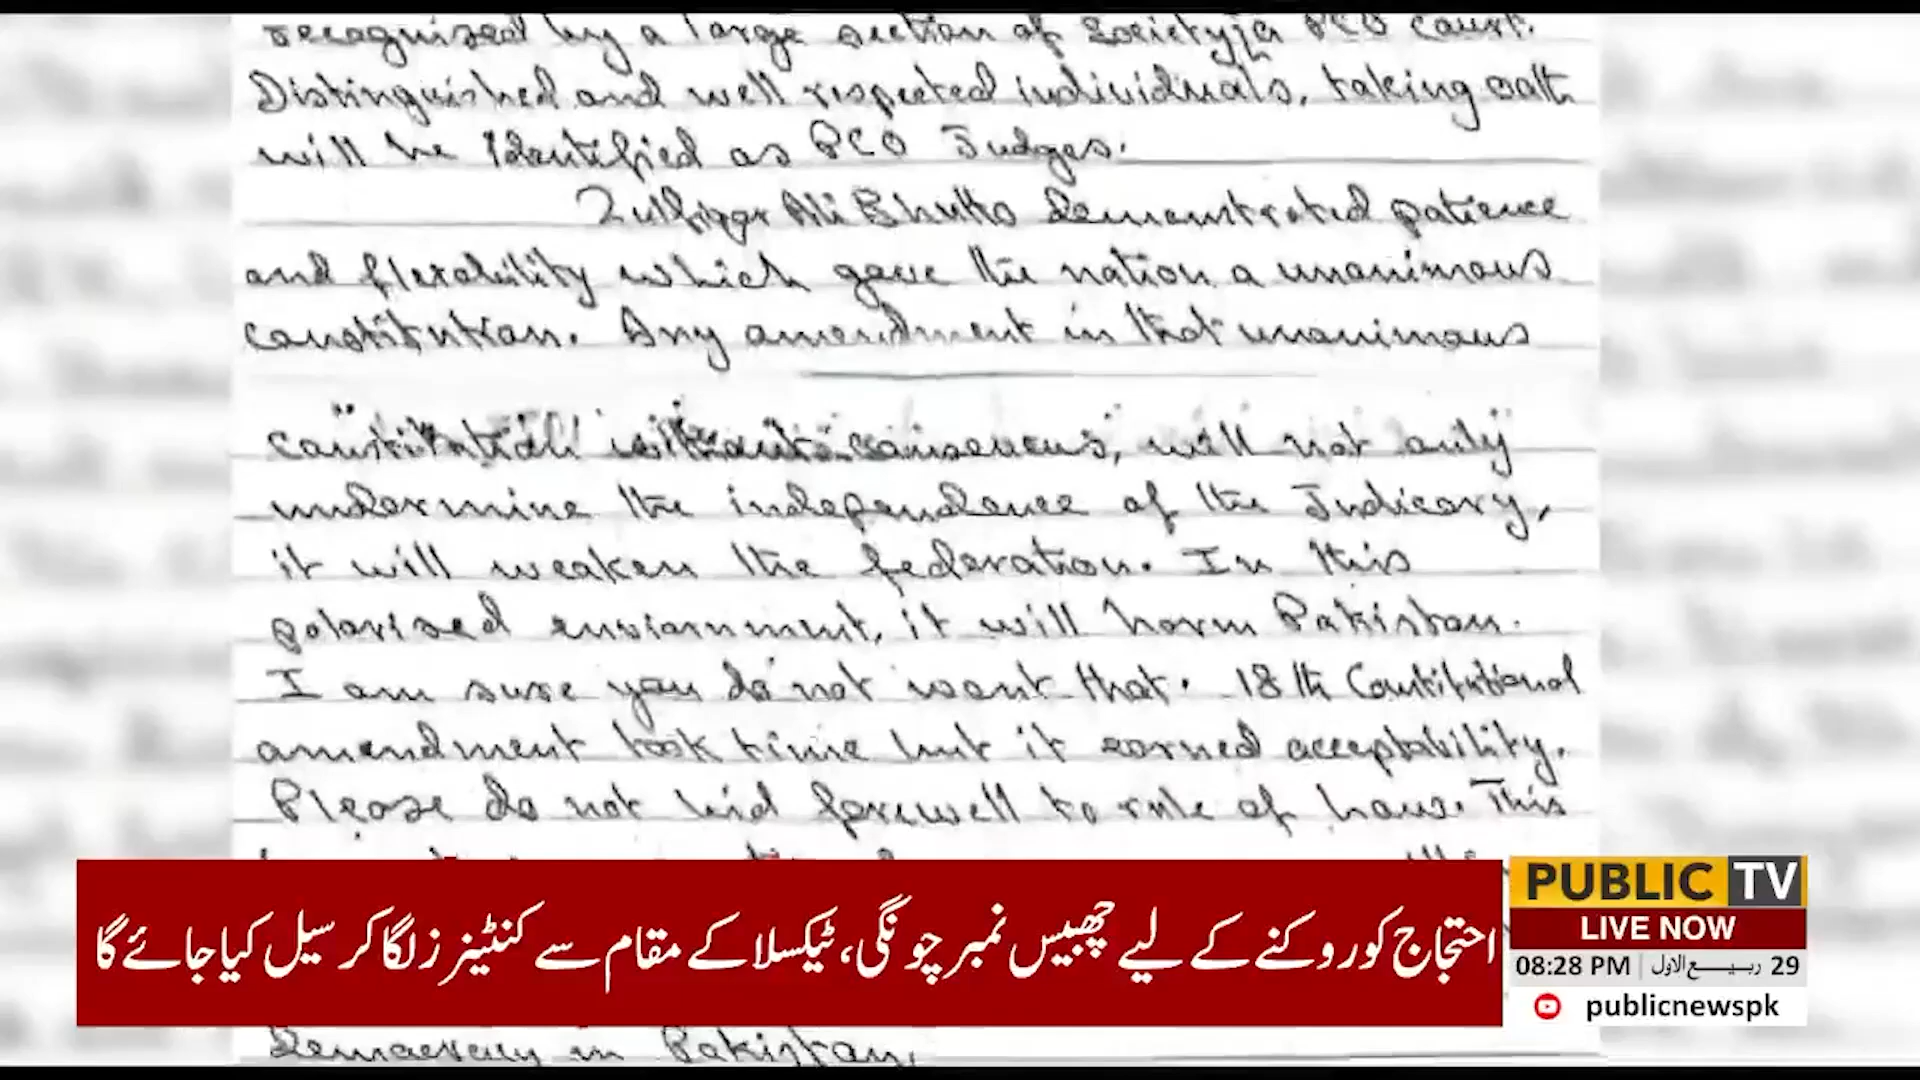 recognized by a large section of Society, a PCO Court.
Distinguished and well respected individuals, taking oath
will be Identified as PCO Judges.
Zulfiqar Ali Bhutto demonstrated patience
and flexability which gave the nation a unanimous
constitution. Any amendment in that unanimous
constitution without consensus, will not only
undermine the independence of the Judicary,
it will weaken the federation. In this
polarized enviornment, it will harm Pakistan.
I am sure you do not want that. 18th Constitutional
amendment took time but it earned acceptability.
Please do not bid farewell to rule of This
احتجاج کو روکنے کے لیے چھبیس نمبر چونگی، ٹیکسلا کے مقام سے کنٹینرز لگا کر سیل کیا جائے گا
PUBLIC TV
LIVE NOW
08:28 PM | 29 ربیع الاول
publicnewspk
Democracy in Pakistan.